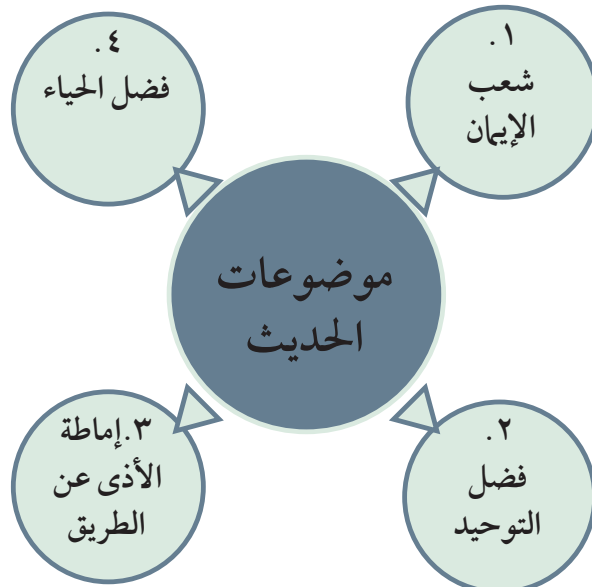 موضوعات
الحديث
١.
شعب
الإيمان
٢.
فضل
التوحيد
٣.إماطة
الأذى عن
الطريق
٤.
فضل الحياء